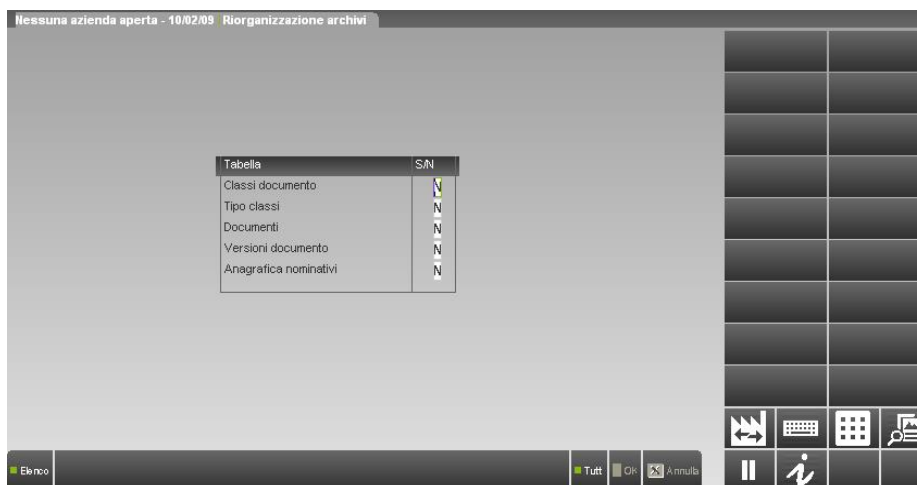 Nessuna azienda aperta - 10/02/09 Riorganizzazione archivi
Tabella S/N
Classi documento N
Tipo classi N
Documenti N
Versioni documento N
Anagrafica nominativi N
Elenco Tutt Ok Annulla